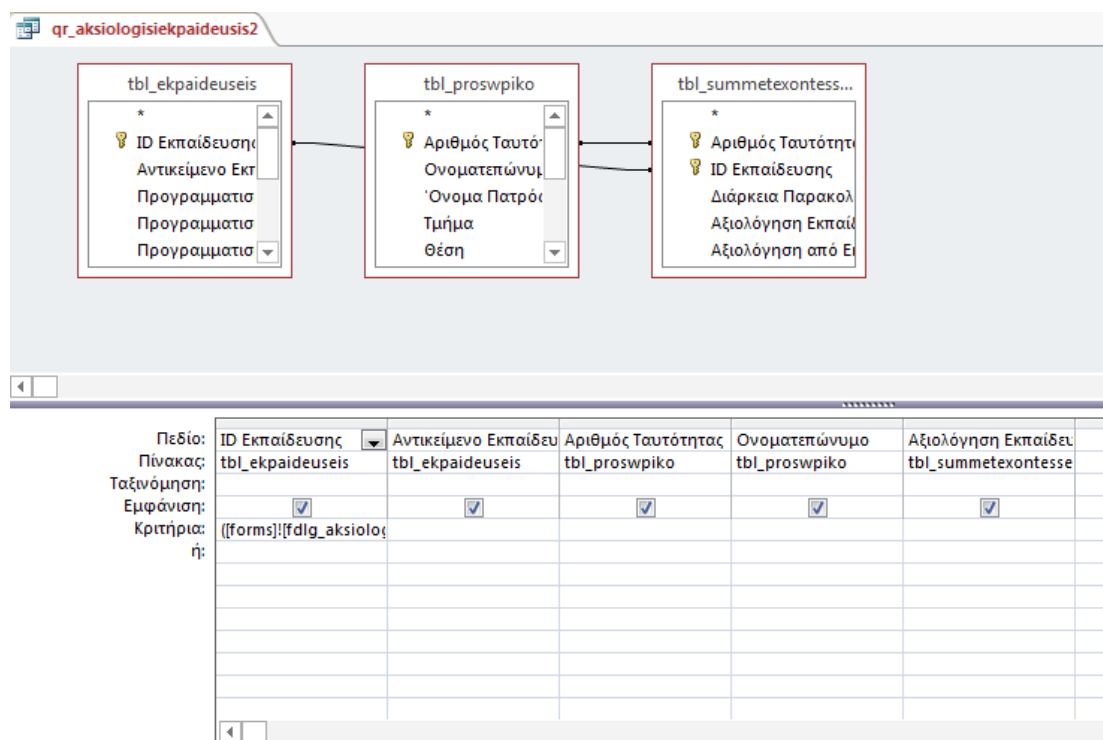 qr_aksiologisiekpaideusis2
tbl_ekpaideuseis
*
ID Εκπαίδευση
Αντικείμενο Εκπ
Προγραμματισ
Προγραμματισ
Προγραμματισ
tbl_proswpiko
*
Αριθμός Ταυτό
Ονοματεπώνυμ
Όνομα Πατρός
Τμήμα
Θέση
tbl_summetexontess...
*
Αριθμός Ταυτότητ
ID Εκπαίδευσης
Διάρκεια Παρακολ
Αξιολόγηση Εκπαίδ
Αξιολόγηση από Ε
Πεδίο: ID Εκπαίδευσης Αντικείμενο Εκπαίδευ Αριθμός Ταυτότητας Ονοματεπώνυμο Αξιολόγηση Εκπαίδευ
Πίνακας: tbl_ekpaideuseis tbl_ekpaideuseis tbl_proswpiko tbl_proswpiko tbl_summetexontesse
Ταξινόμηση:
Εμφάνιση:
Κριτήρια: ([forms]![fdlg_aksiolog
ή: